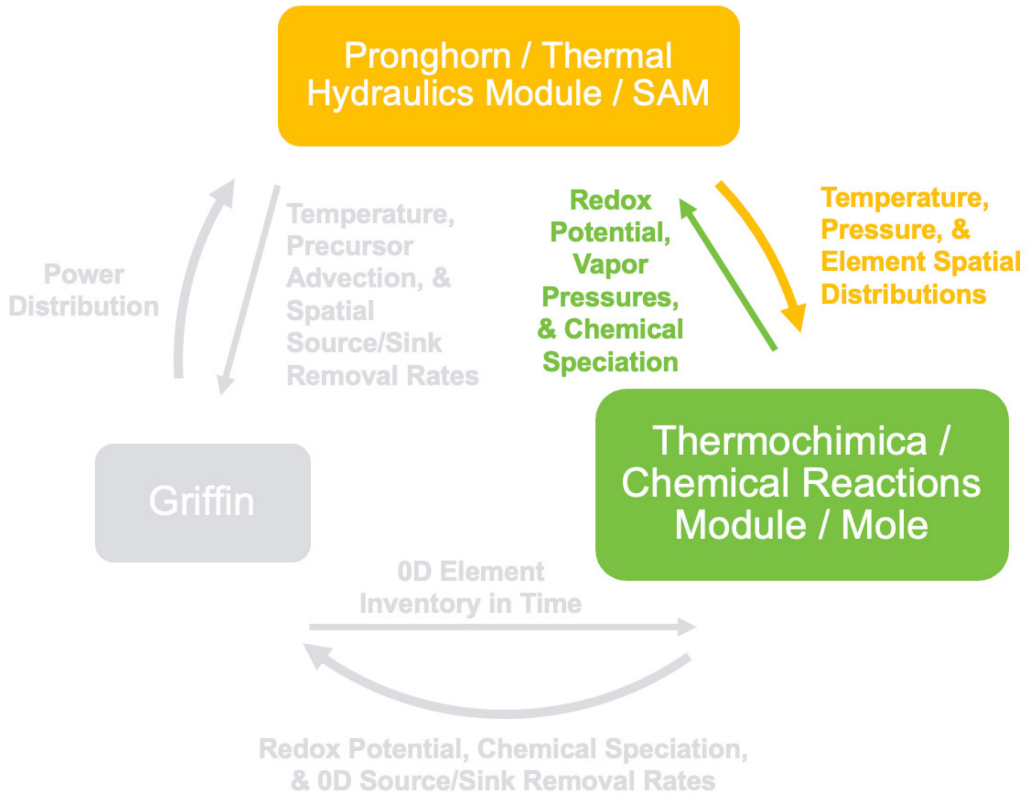 Pronghorn / Thermal
Hydraulics Module / SAM
Power
Distribution
Temperature,
Precursor
Advection, &
Spatial
Source/Sink
Removal Rates
Redox
Potential,
Vapor
Pressures,
& Chemical
Speciation
Temperature,
Pressure, &
Element Spatial
Distributions
Griffin
Thermochimica /
Chemical Reactions
Module / Mole
0D Element
Inventory in Time
Redox Potential, Chemical Speciation,
& 0D Source/Sink Removal Rates